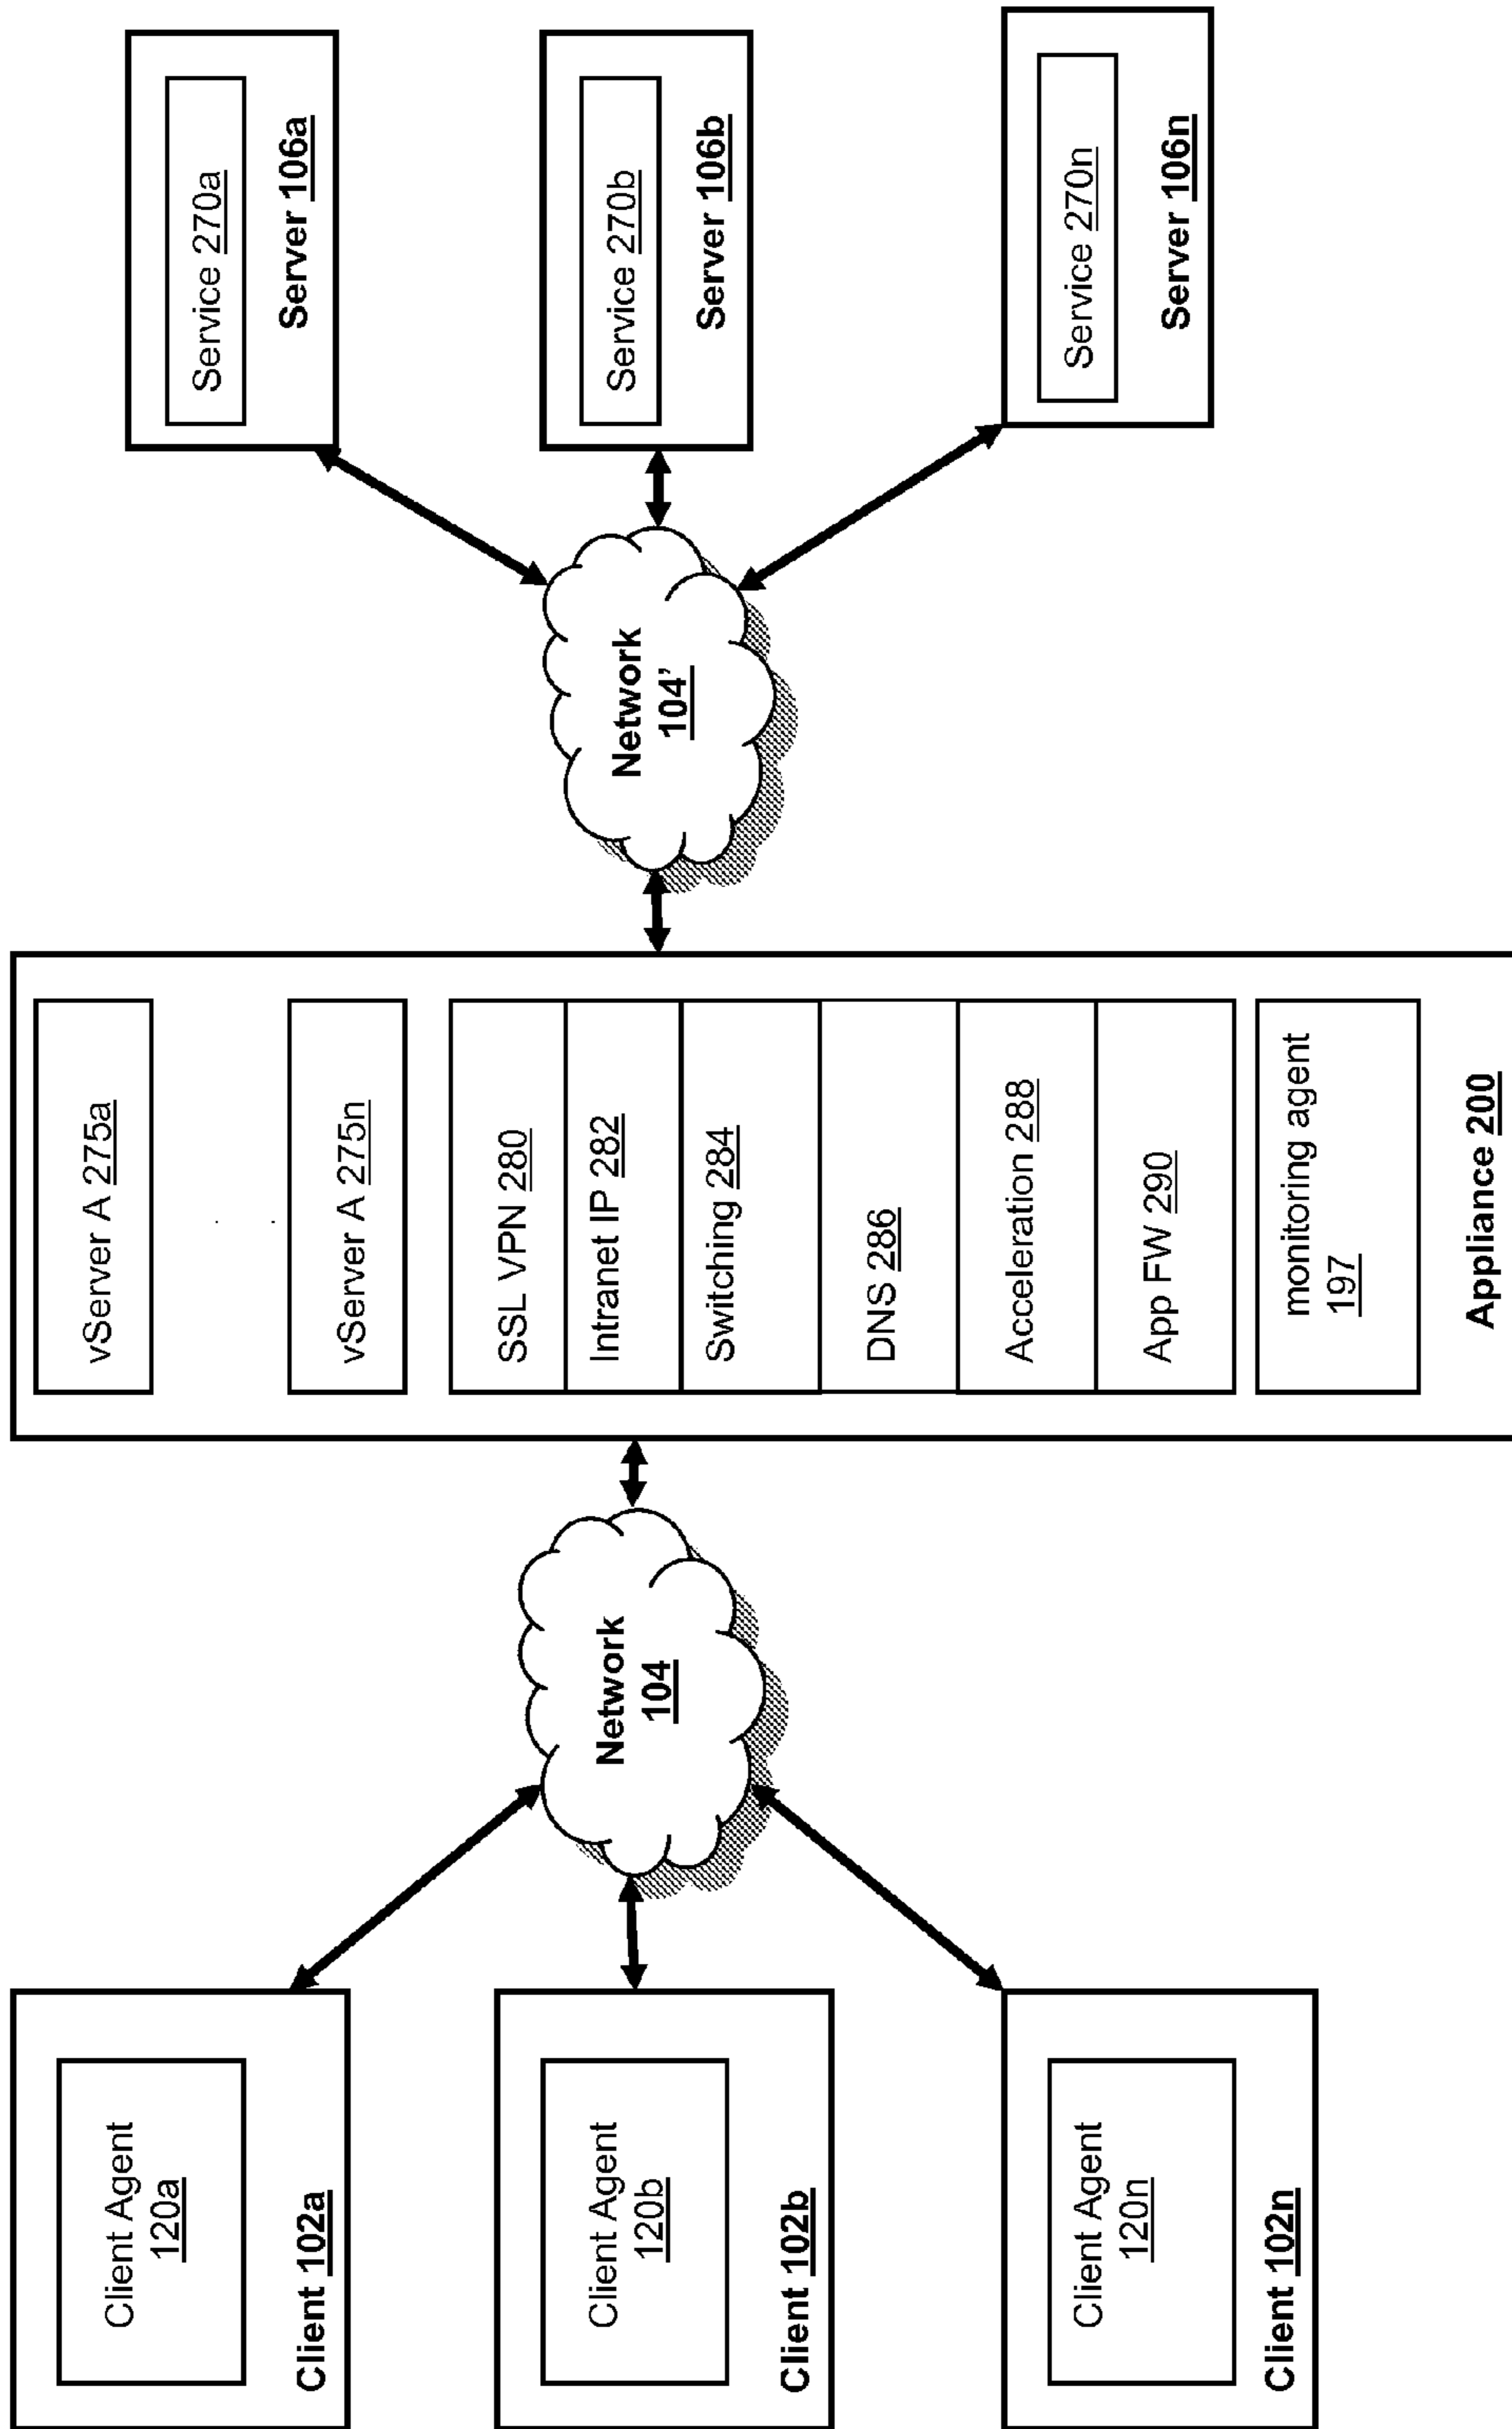 Client Agent
120a
Client 102a
Client Agent
120b
Client 102b
Client Agent
120n
Client 102n
Network
104
vServer A 275a
vServer A 275n
SSL VPN 280
Intranet IP 282
Switching 284
DNS 286
Acceleration 288
App FW 290
monitoring agent
197
Appliance 200
Network
104'
Service 270a
Server 106a
Service 270b
Server 106b
Service 270n
Server 106n